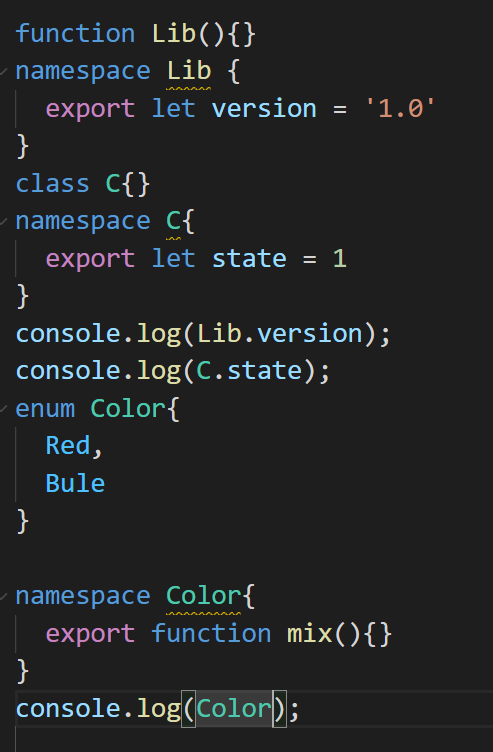 function Lib(){}
namespace Lib {
  export let version = '1.0'
}
class C{}
namespace C{
  export let state = 1
}
console.log(Lib.version);
console.log(C.state);
enum Color{
  Red,
  Bule
}

namespace Color{
  export function mix(){}
}
console.log(Color);